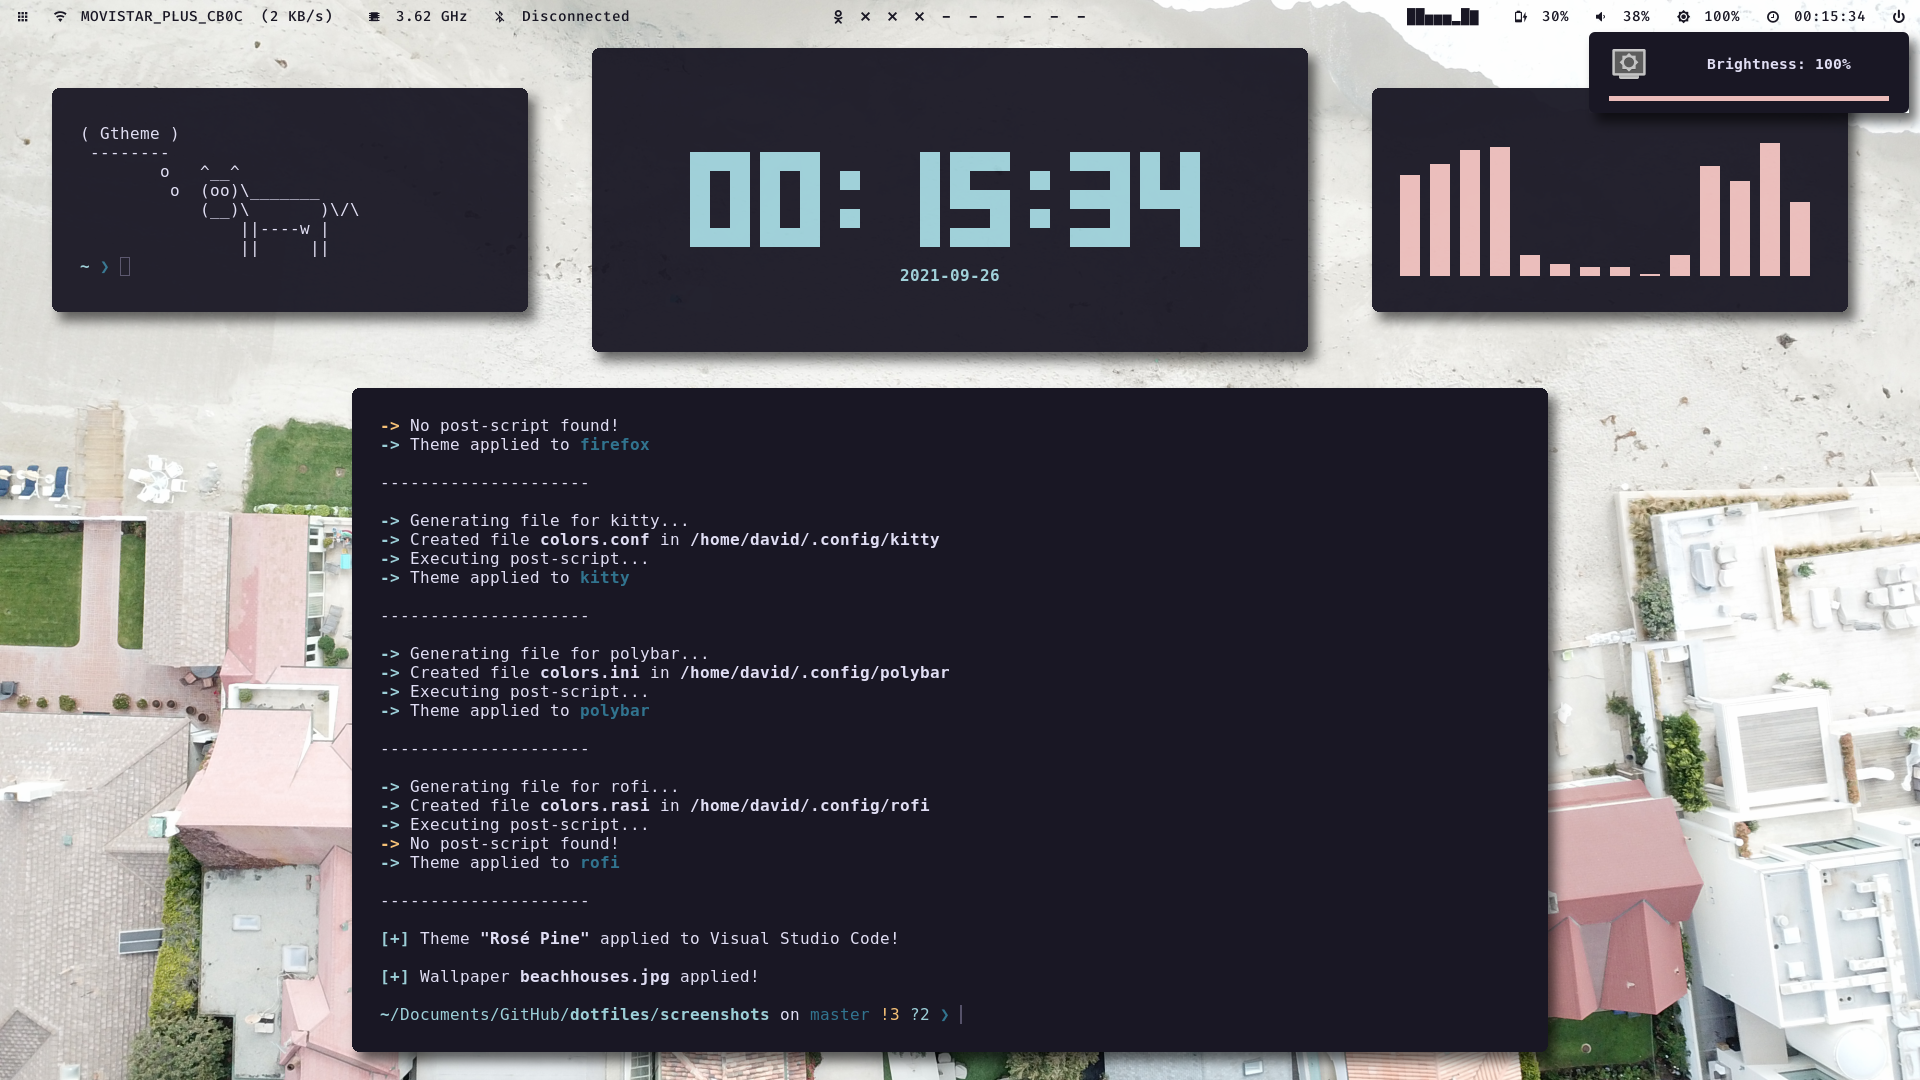 MOVISTAR_PLUS_CB0C (2 KB/s) 3.62 GHz Disconnected 30% 38% 100% 00:15:34
Brightness: 100%
( Gtheme )
 --------
        o   ^__^
         o  (oo)\_______
            (__)\       )\/\
                ||----w |
                ||     ||
~ ❯
00:15:34
2021-09-26
-> No post-script found!
-> Theme applied to firefox
---------------------
-> Generating file for kitty...
-> Created file colors.conf in /home/david/.config/kitty
-> Executing post-script...
-> Theme applied to kitty
---------------------
-> Generating file for polybar...
-> Created file colors.ini in /home/david/.config/polybar
-> Executing post-script...
-> Theme applied to polybar
---------------------
-> Generating file for rofi...
-> Created file colors.rasi in /home/david/.config/rofi
-> Executing post-script...
-> No post-script found!
-> Theme applied to rofi
---------------------
[+] Theme "Rosé Pine" applied to Visual Studio Code!
[+] Wallpaper beachhouses.jpg applied!
~/Documents/GitHub/dotfiles/screenshots on master !3 ?2 ❯